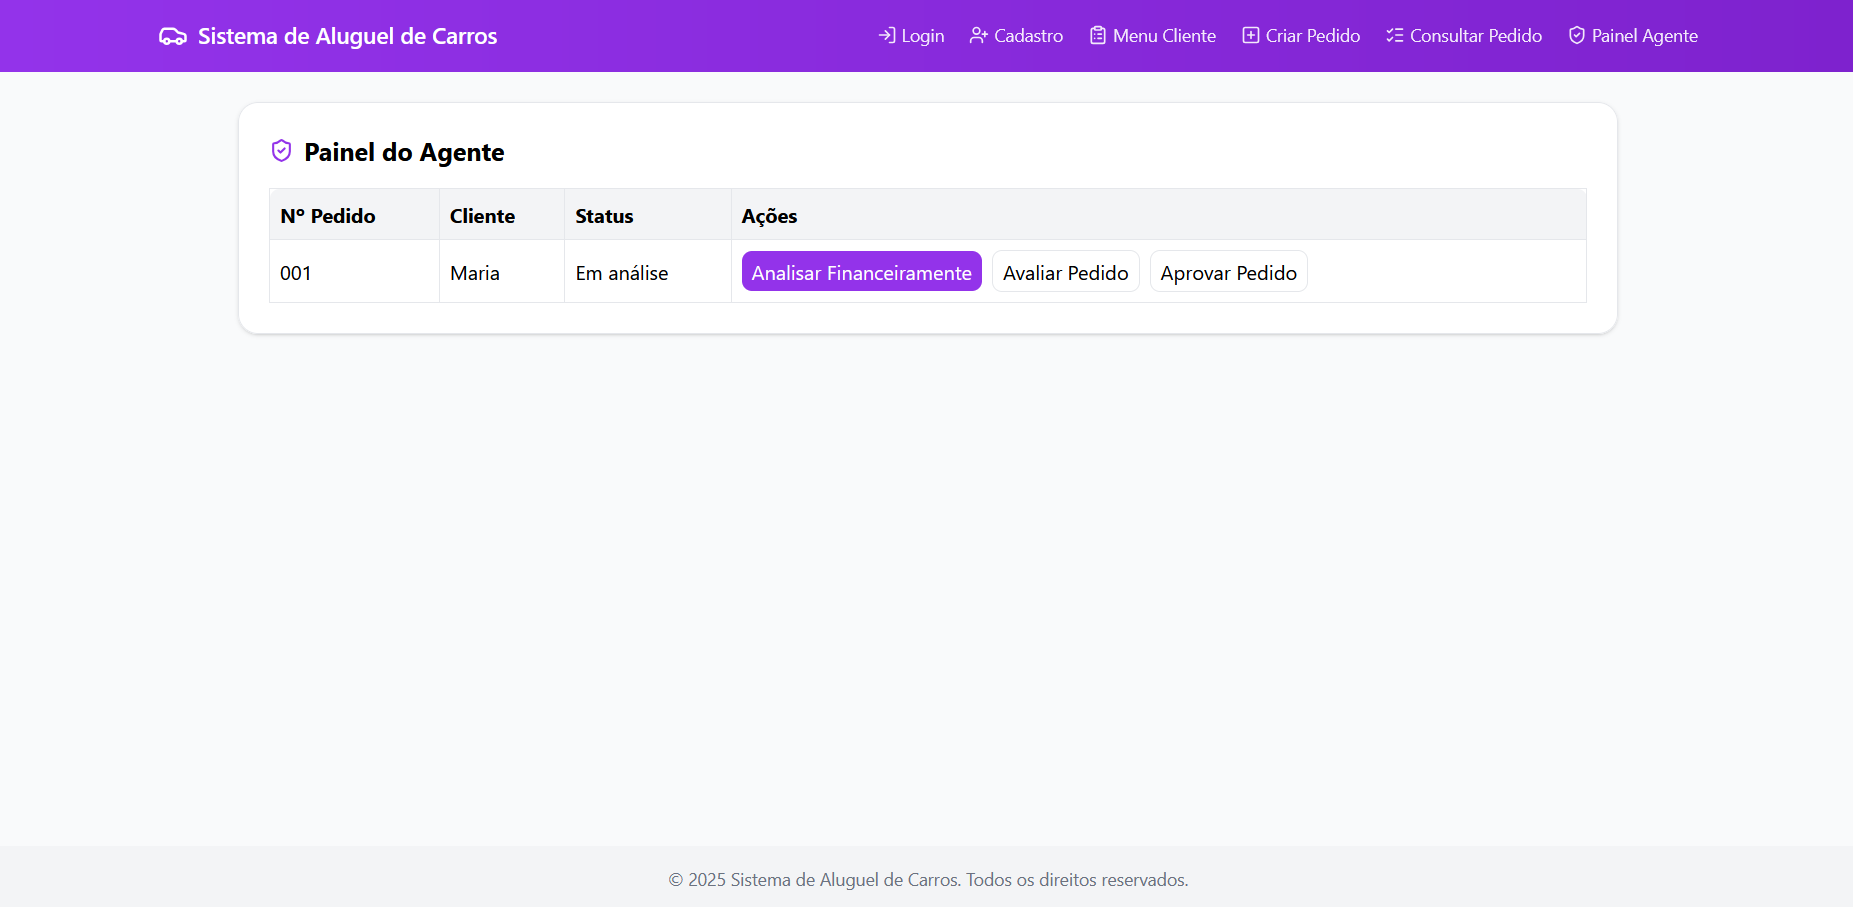 Sistema de Aluguel de Carros
Login Cadastro Menu Cliente Criar Pedido Consultar Pedido Painel Agente
Painel do Agente
Nº Pedido Cliente Status Ações
001 Maria Em análise Analisar Financeiramente Avaliar Pedido Aprovar Pedido
© 2025 Sistema de Aluguel de Carros. Todos os direitos reservados.